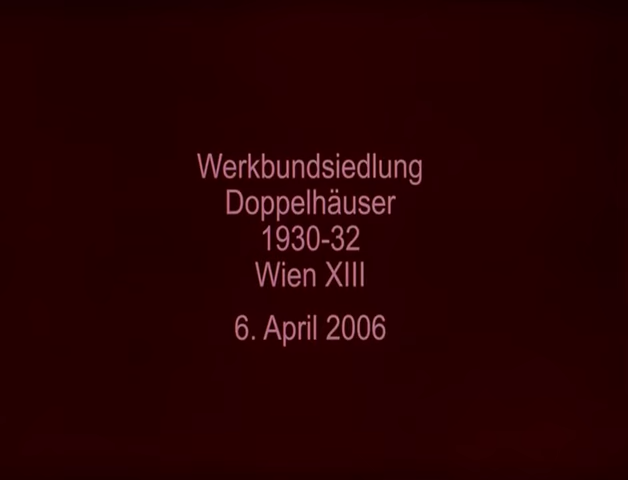 Werkbundsiedlung
Doppelhäuser
1930-32
Wien XIII
6. April 2006